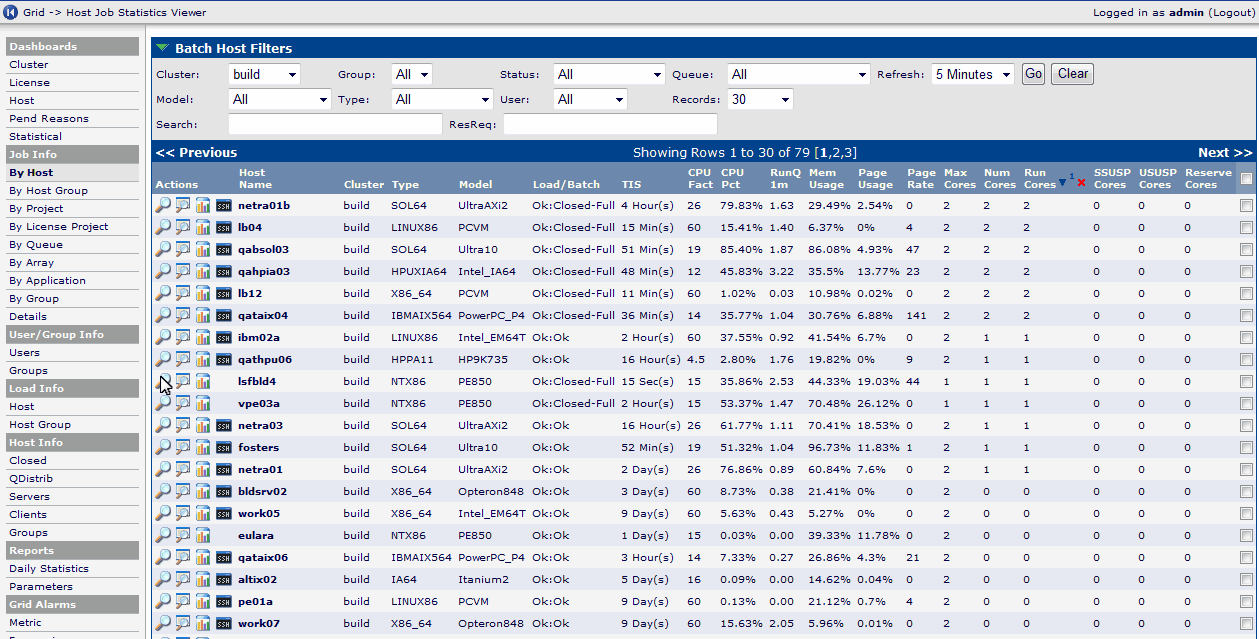 Grid -> Host Job Statistics Viewer
Logged in as admin (Logout)
Dashboards
Cluster
License
Host
Pend Reasons
Statistical
Job Info
By Host
By Host Group
By Project
By License Project
By Queue
By Array
By Application
By Group
Details
User/Group Info
Users
Groups
Load Info
Host
Host Group
Host Info
Closed
QDistrib
Servers
Clients
Groups
Reports
Daily Statistics
Parameters
Grid Alarms
Metric
Batch Host Filters
Cluster: build Group: All Status: All Queue: All Refresh: 5 Minutes Go Clear
Model: All Type: All User: All Records: 30
Search: ResReq:
<< Previous Showing Rows 1 to 30 of 79 [1,2,3] Next >>
Actions Host Name Cluster Type Model Load/Batch TIS CPU Fact CPU Pct RunQ 1m Mem Usage Page Usage Page Rate Max Cores Num Cores Run Cores 1 SSUSP Cores USUSP Cores Reserve Cores
SSH netra01b build SOL64 UltraAXi2 Ok:Closed-Full 4 Hour(s) 26 79.83% 1.63 29.49% 2.54% 0 2 2 2 0 0 0
SSH lb04 build LINUX86 PCVM Ok:Closed-Full 15 Min(s) 60 15.41% 1.40 6.37% 0% 4 2 2 2 0 0 0
SSH qabsol03 build SOL64 Ultra10 Ok:Closed-Full 51 Min(s) 19 85.40% 1.87 86.08% 4.93% 47 2 2 2 0 0 0
SSH qahpia03 build HPUXIA64 Intel_IA64 Ok:Closed-Full 48 Min(s) 12 45.83% 3.22 35.5% 13.77% 23 2 2 2 0 0 0
SSH lb12 build X86_64 PCVM Ok:Closed-Full 11 Min(s) 60 1.02% 0.03 10.98% 0.02% 0 2 2 2 0 0 0
SSH qataix04 build IBMAIX564 PowerPC_P4 Ok:Closed-Full 36 Min(s) 14 35.77% 1.04 30.76% 6.88% 141 2 2 2 0 0 0
SSH ibm02a build LINUX86 Intel_EM64T Ok:Ok 2 Hour(s) 60 37.55% 0.92 41.54% 6.7% 0 2 1 1 0 0 0
SSH qathpu06 build HPPA11 HP9K735 Ok:Ok 16 Hour(s) 4.5 2.80% 1.76 19.82% 0% 9 2 1 1 0 0 0
lsfbld4 build NTX86 PE850 Ok:Closed-Full 15 Sec(s) 15 35.86% 2.53 44.33% 19.03% 44 1 1 1 0 0 0
vpe03a build NTX86 PE850 Ok:Closed-Full 2 Hour(s) 15 53.37% 1.47 70.48% 26.12% 0 1 1 1 0 0 0
SSH netra03 build SOL64 UltraAXi2 Ok:Ok 16 Hour(s) 26 61.77% 1.11 70.41% 18.53% 0 2 1 1 0 0 0
SSH fosters build SOL64 Ultra10 Ok:Ok 52 Min(s) 19 51.32% 1.04 96.73% 11.83% 1 2 1 1 0 0 0
SSH netra01 build SOL64 UltraAXi2 Ok:Ok 2 Day(s) 26 76.86% 0.89 60.84% 7.6% 0 2 1 1 0 0 0
SSH bldsrv02 build X86_64 Opteron848 Ok:Ok 3 Day(s) 60 8.73% 0.38 21.41% 0% 0 2 0 0 0 0 0
SSH work05 build X86_64 Intel_EM64T Ok:Ok 9 Day(s) 60 5.63% 0.43 5.27% 0% 0 2 0 0 0 0 0
eulara build NTX86 PE850 Ok:Ok 1 Day(s) 15 0.03% 0.00 39.33% 11.78% 0 2 0 0 0 0 0
SSH qataix06 build IBMAIX564 PowerPC_P4 Ok:Ok 3 Hour(s) 14 7.33% 0.27 26.86% 4.3% 21 2 0 0 0 0 0
SSH altix02 build IA64 Itanium2 Ok:Ok 5 Day(s) 16 0.09% 0.00 14.62% 0.04% 0 2 0 0 0 0 0
SSH pe01a build LINUX86 PCVM Ok:Ok 9 Day(s) 60 0.13% 0.00 21.12% 0.7% 4 2 0 0 0 0 0
SSH work07 build X86_64 Opteron848 Ok:Ok 9 Day(s) 60 15.63% 2.05 5.96% 0.01% 0 2 0 0 0 0 0